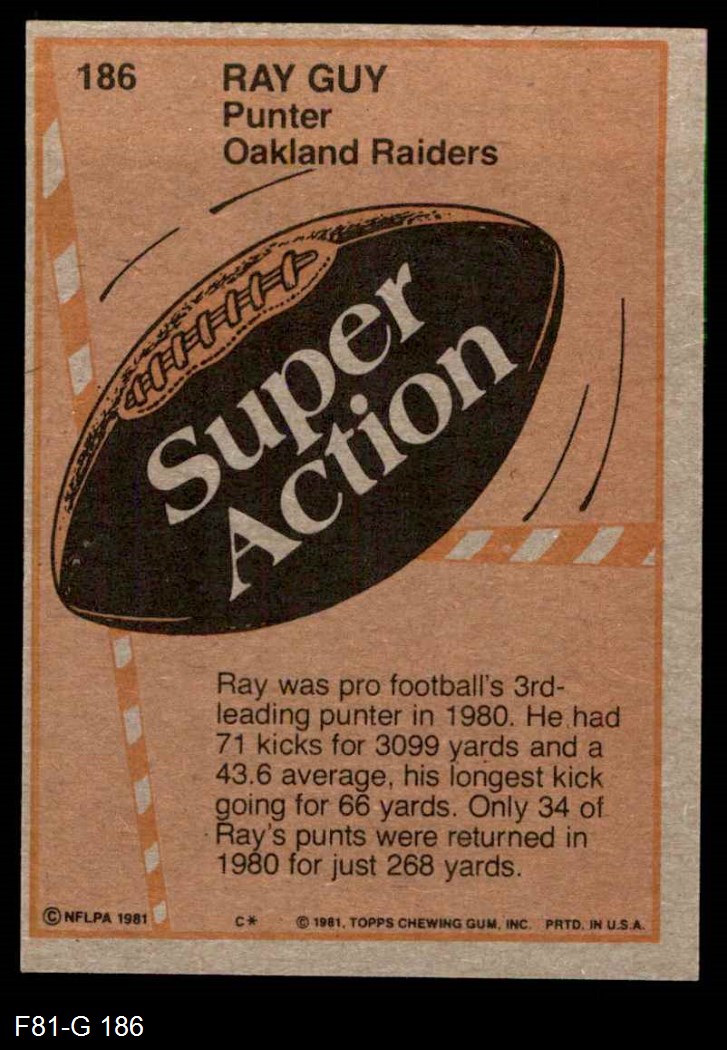 186
RAY GUY
Punter
Oakland Raiders
Super
Action
Ray was pro football's 3rd-
leading punter in 1980. He had
71 kicks for 3099 yards and a
43.6 average, his longest kick
going for 66 yards. Only 34 of
Ray's punts were returned in
1980 for just 268 yards.
© NFLPA 1981 C* © 1981, TOPPS CHEWING GUM, INC. PRTD. IN U.S.A.
F81-G 186